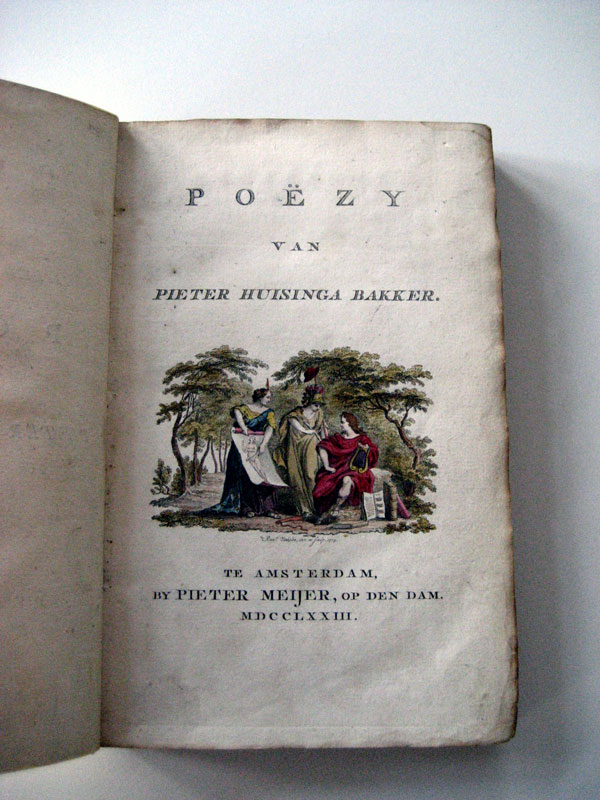 POËZY
VAN
PIETER HUISINGA BAKKER.
TE AMSTERDAM,
BY PIETER MEIJER, OP DEN DAM.
MDCCLXXIII.